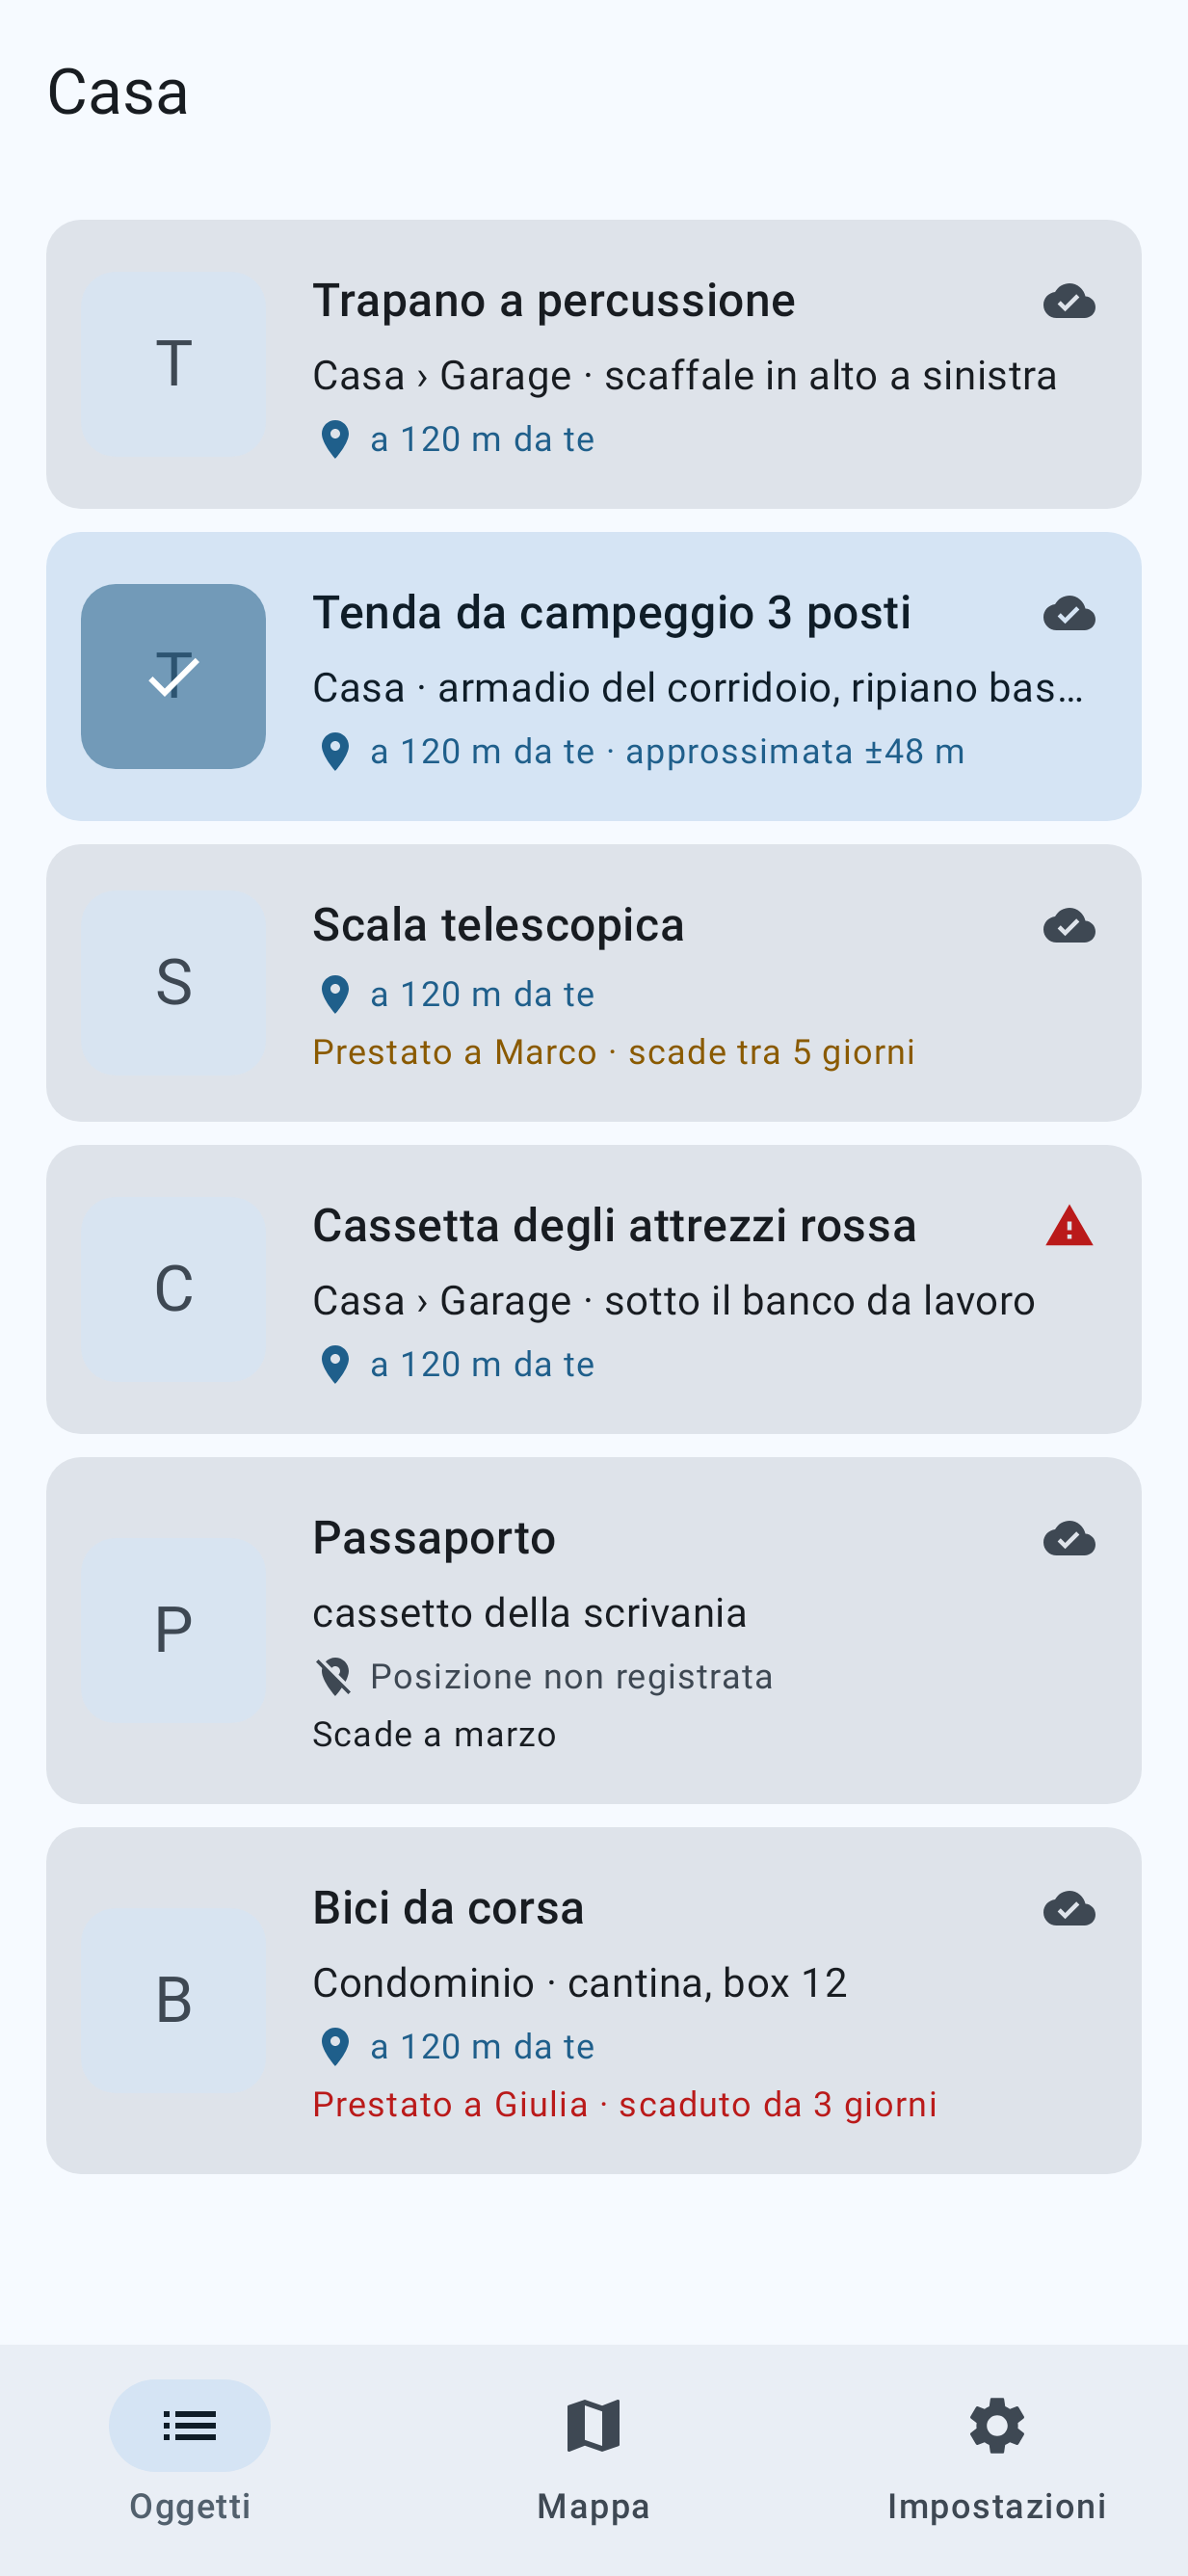 Casa
T
Trapano a percussione
Casa › Garage · scaffale in alto a sinistra
a 120 m da te
T
Tenda da campeggio 3 posti
Casa · armadio del corridoio, ripiano bas…
a 120 m da te · approssimata ±48 m
S
Scala telescopica
a 120 m da te
Prestato a Marco · scade tra 5 giorni
C
Cassetta degli attrezzi rossa
Casa › Garage · sotto il banco da lavoro
a 120 m da te
P
Passaporto
cassetto della scrivania
Posizione non registrata
Scade a marzo
B
Bici da corsa
Condominio · cantina, box 12
a 120 m da te
Prestato a Giulia · scaduto da 3 giorni
Oggetti
Mappa
Impostazioni